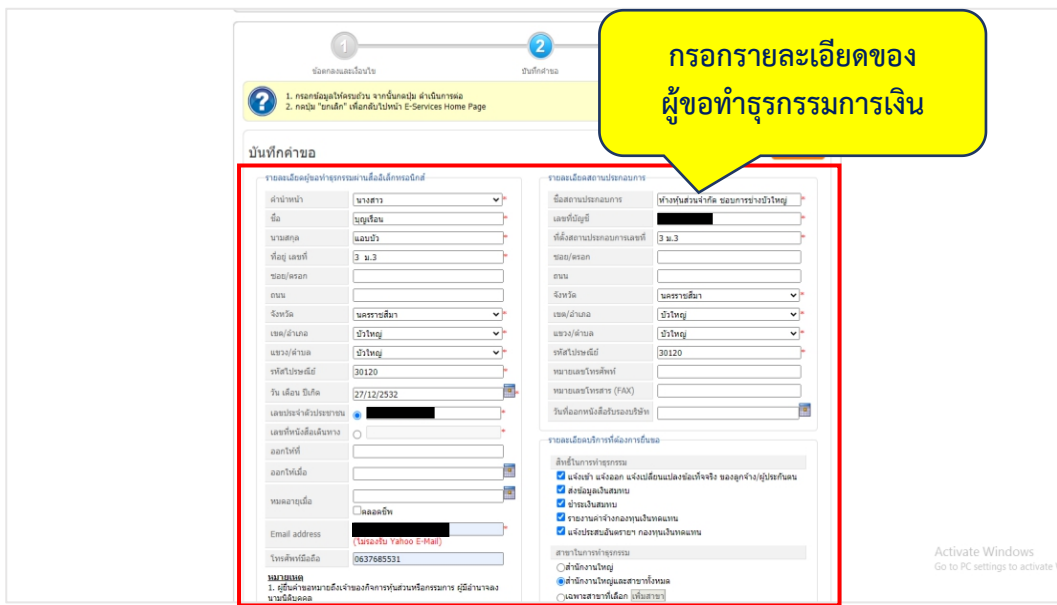 กรอกรายละเอียดของ
ผู้ขอทำธุรกรรมการเงิน
1
2
ข้อตกลงและเงื่อนไข
บันทึกคำขอ
1. กรอกข้อมูลให้ครบถ้วน จากนั้นกดปุ่ม ดำเนินการต่อ
2. กดปุ่ม "ยกเลิก" เพื่อกลับไปหน้า E-Services Home Page
บันทึกคำขอ
รายละเอียดผู้ขอทำธุรกรรมผ่านสื่ออิเล็กทรอนิกส์
คำนำหน้า นางสาว *
ชื่อ บุญเรือน *
นามสกุล แอบบัว *
ที่อยู่ เลขที่ 3 ม.3 *
ซอย/ตรอก
ถนน
จังหวัด นครราชสีมา *
เขต/อำเภอ บัวใหญ่ *
แขวง/ตำบล บัวใหญ่ *
รหัสไปรษณีย์ 30120 *
วัน เดือน ปีเกิด 27/12/2532 *
เลขประจำตัวประชาชน *
เลขที่หนังสือเดินทาง *
ออกให้ที่
ออกให้เมื่อ
หมดอายุเมื่อ
ตลอดชีพ
Email address *
(ไม่รองรับ Yahoo E-Mail)
โทรศัพท์มือถือ 0637685531
หมายเหตุ
1. ผู้ยื่นคำขอหมายถึงเจ้าของกิจการหุ้นส่วนหรือกรรมการ ผู้มีอำนาจลง
นามนิติบุคคล
รายละเอียดสถานประกอบการ
ชื่อสถานประกอบการ ห้างหุ้นส่วนจำกัด ชอบการช่างบัวใหญ่ *
เลขที่บัญชี *
ที่ตั้งสถานประกอบการเลขที่ 3 ม.3 *
ซอย/ตรอก
ถนน
จังหวัด นครราชสีมา *
เขต/อำเภอ บัวใหญ่ *
แขวง/ตำบล บัวใหญ่ *
รหัสไปรษณีย์ 30120 *
หมายเลขโทรศัพท์
หมายเลขโทรสาร (FAX)
วันที่ออกหนังสือรับรองบริษัท
รายละเอียดบริการที่ต้องการยื่นขอ
สิทธิ์ในการทำธุรกรรม
แจ้งเข้า แจ้งออก แจ้งเปลี่ยนแปลงข้อเท็จจริง ของลูกจ้าง/ผู้ประกันตน
ส่งข้อมูลเงินสมทบ
ชำระเงินสมทบ
รายงานค่าจ้างกองทุนเงินทดแทน
แจ้งประสบอันตรายฯ กองทุนเงินทดแทน
สาขาในการทำธุรกรรม
สำนักงานใหญ่
สำนักงานใหญ่และสาขาทั้งหมด
เฉพาะสาขาที่เลือก เพิ่มสาขา
Activate Windows
Go to PC settings to activate